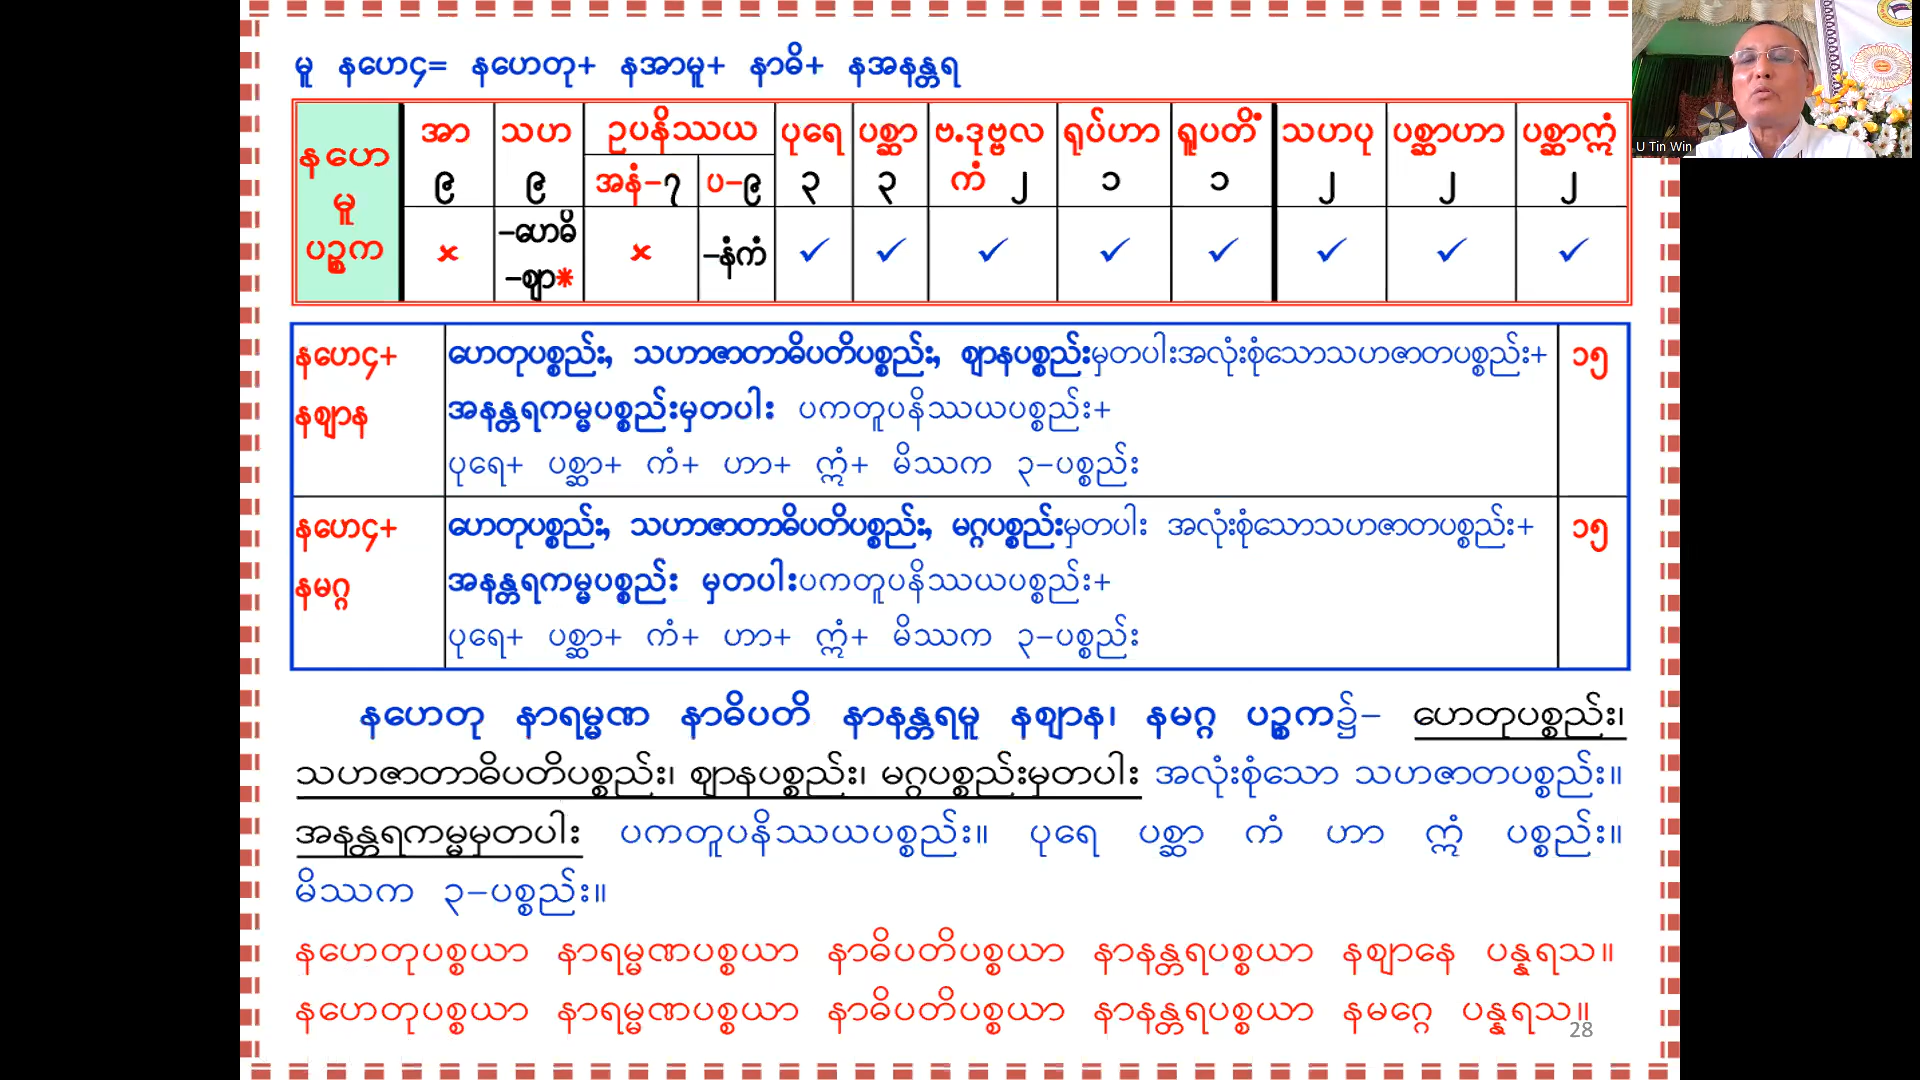 မူ နဟေ၄= နဟေတု+ နအာမူ+ နာဓိ+ နအနန္တရ
နဟေ မူ ပဉ္စက
အာ သဟ ဥပနိဿယ ပုရေ ပစ္ဆာ ဗ.ဒုဗ္ဗလ ရုပ်ဟာ ရူပတိံ သဟပု ပစ္ဆာဟာ ပစ္ဆာဣံ
၉ ၉ အနံ-၇ ပ-၉ ၃ ၃ ကံ ၂ ၁ ၁ ၂ ၂ ၂
× -ဟေဓိ -ဈာ* × -နံကံ ✓ ✓ ✓ ✓ ✓ ✓ ✓ ✓
နဟေ၄+ ဟေတုပစ္စည်း, သဟာဇာတာဓိပတိပစ္စည်း, ဈာနပစ္စည်းမှတပါးအလုံးစုံသောသဟဇာတပစ္စည်း+ ၁၅
နဈာန အနန္တရကမ္မပစ္စည်းမှတပါး ပကတူပနိဿယပစ္စည်း+
ပုရေ+ ပစ္ဆာ+ ကံ+ ဟာ+ ဣံ+ မိဿက ၃-ပစ္စည်း
နဟေ၄+ ဟေတုပစ္စည်း, သဟာဇာတာဓိပတိပစ္စည်း, မဂ္ဂပစ္စည်းမှတပါး အလုံးစုံသောသဟဇာတပစ္စည်း+ ၁၅
နမဂ္ဂ အနန္တရကမ္မပစ္စည်း မှတပါးပကတူပနိဿယပစ္စည်း+
ပုရေ+ ပစ္ဆာ+ ကံ+ ဟာ+ ဣံ+ မိဿက ၃-ပစ္စည်း
နဟေတု နာရမ္မဏ နာဓိပတိ နာနန္တရမူ နဈာန၊ နမဂ္ဂ ပဉ္စက၌- ဟေတုပစ္စည်း၊
သဟဇာတာဓိပတိပစ္စည်း၊ ဈာနပစ္စည်း၊ မဂ္ဂပစ္စည်းမှတပါး အလုံးစုံသော သဟဇာတပစ္စည်း။
အနန္တရကမ္မမှတပါး ပကတူပနိဿယပစ္စည်း။ ပုရေ ပစ္ဆာ ကံ ဟာ ဣံ ပစ္စည်း။
မိဿက ၃-ပစ္စည်း။
နဟေတုပစ္စယာ နာရမ္မဏပစ္စယာ နာဓိပတိပစ္စယာ နာနန္တရပစ္စယာ နဈာနေ ပန္နရသ။
နဟေတုပစ္စယာ နာရမ္မဏပစ္စယာ နာဓိပတိပစ္စယာ နာနန္တရပစ္စယာ နမဂ္ဂေ ပန္နရသ။
28
U Tin Win